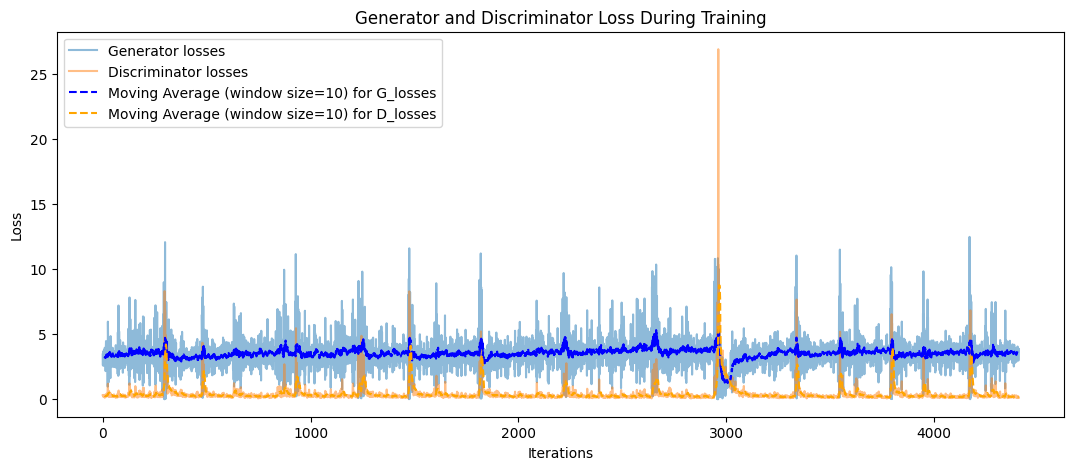 Generator and Discriminator Loss During Training
Generator losses
Discriminator losses
Moving Average (window size=10) for G_losses
Moving Average (window size=10) for D_losses
25
20
15
10
5
0
Loss
0 1000 2000 3000 4000
Iterations